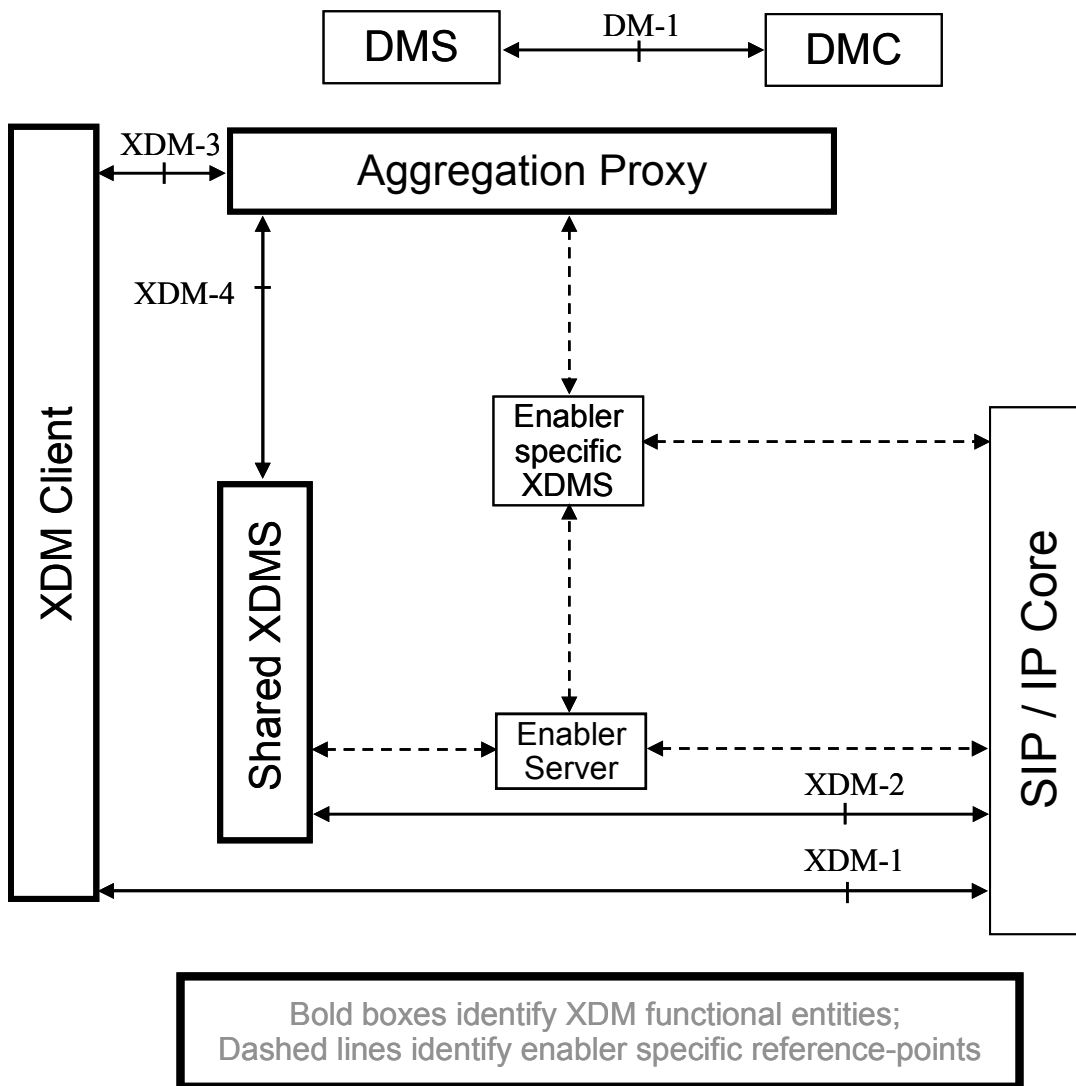 DMS
DM-1
DMC
XDM-3
Aggregation Proxy
XDM-4
XDM Client
Enabler
specific
XDMS
Shared XDMS
Enabler
Server
SIP / IP Core
XDM-2
XDM-1
Bold boxes identify XDM functional entities;
Dashed lines identify enabler specific reference-points